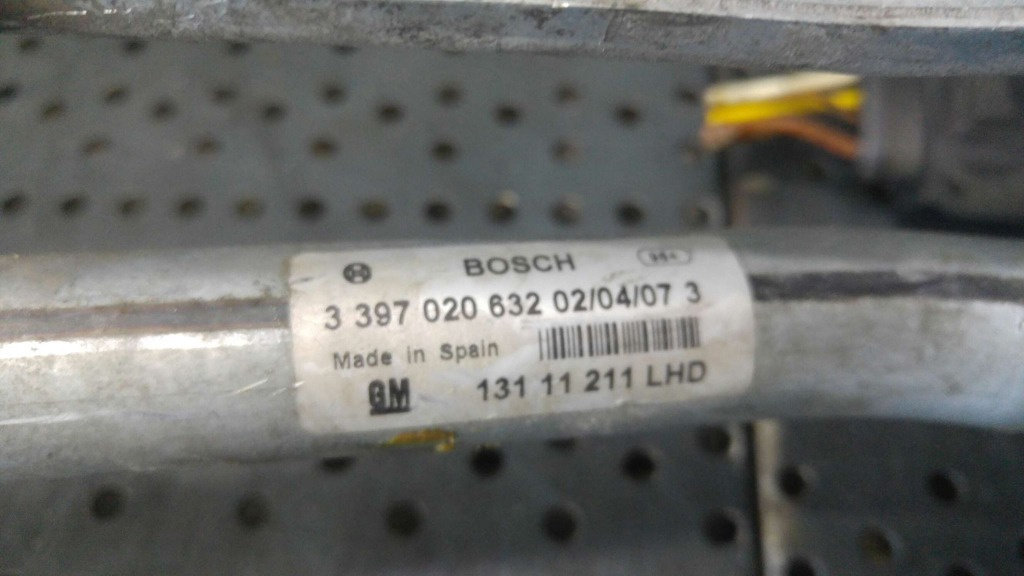 BOSCH
3 397 020 632 02/04/07 3
Made in Spain
GM 131 11 211 LHD